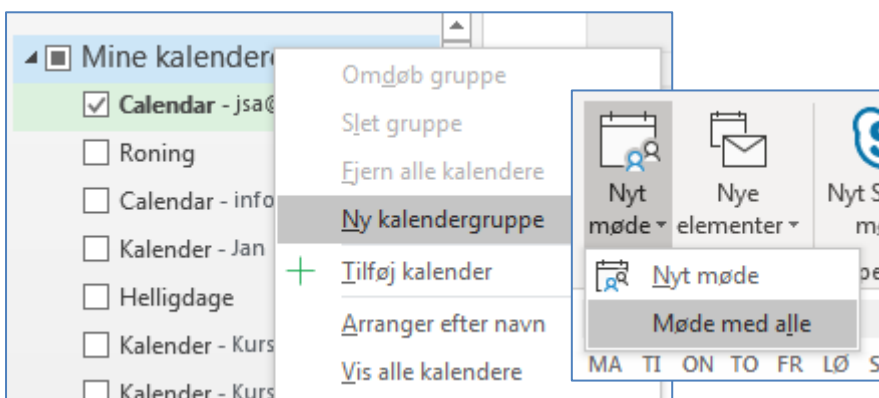 Mine kalender
Calendar - jsa@
Roning
Calendar - info
Kalender - Jan
Helligdage
Kalender - Kurs
Kalender - Kurs
Omdøb gruppe
Slet gruppe
Fjern alle kalendere
Ny kalendergruppe
Tilføj kalender
Arranger efter navn
Vis alle kalendere
Nyt
møde
Nye
elementer
Nyt S
Nyt møde
Møde med alle
MA TI ON TO FR LØ S